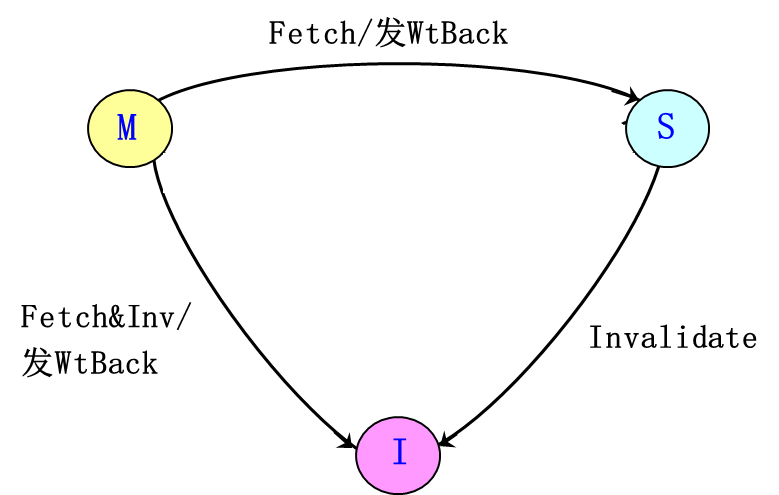 Fetch/发WtBack
M
S
Fetch&Inv/
发WtBack
Invalidate
I